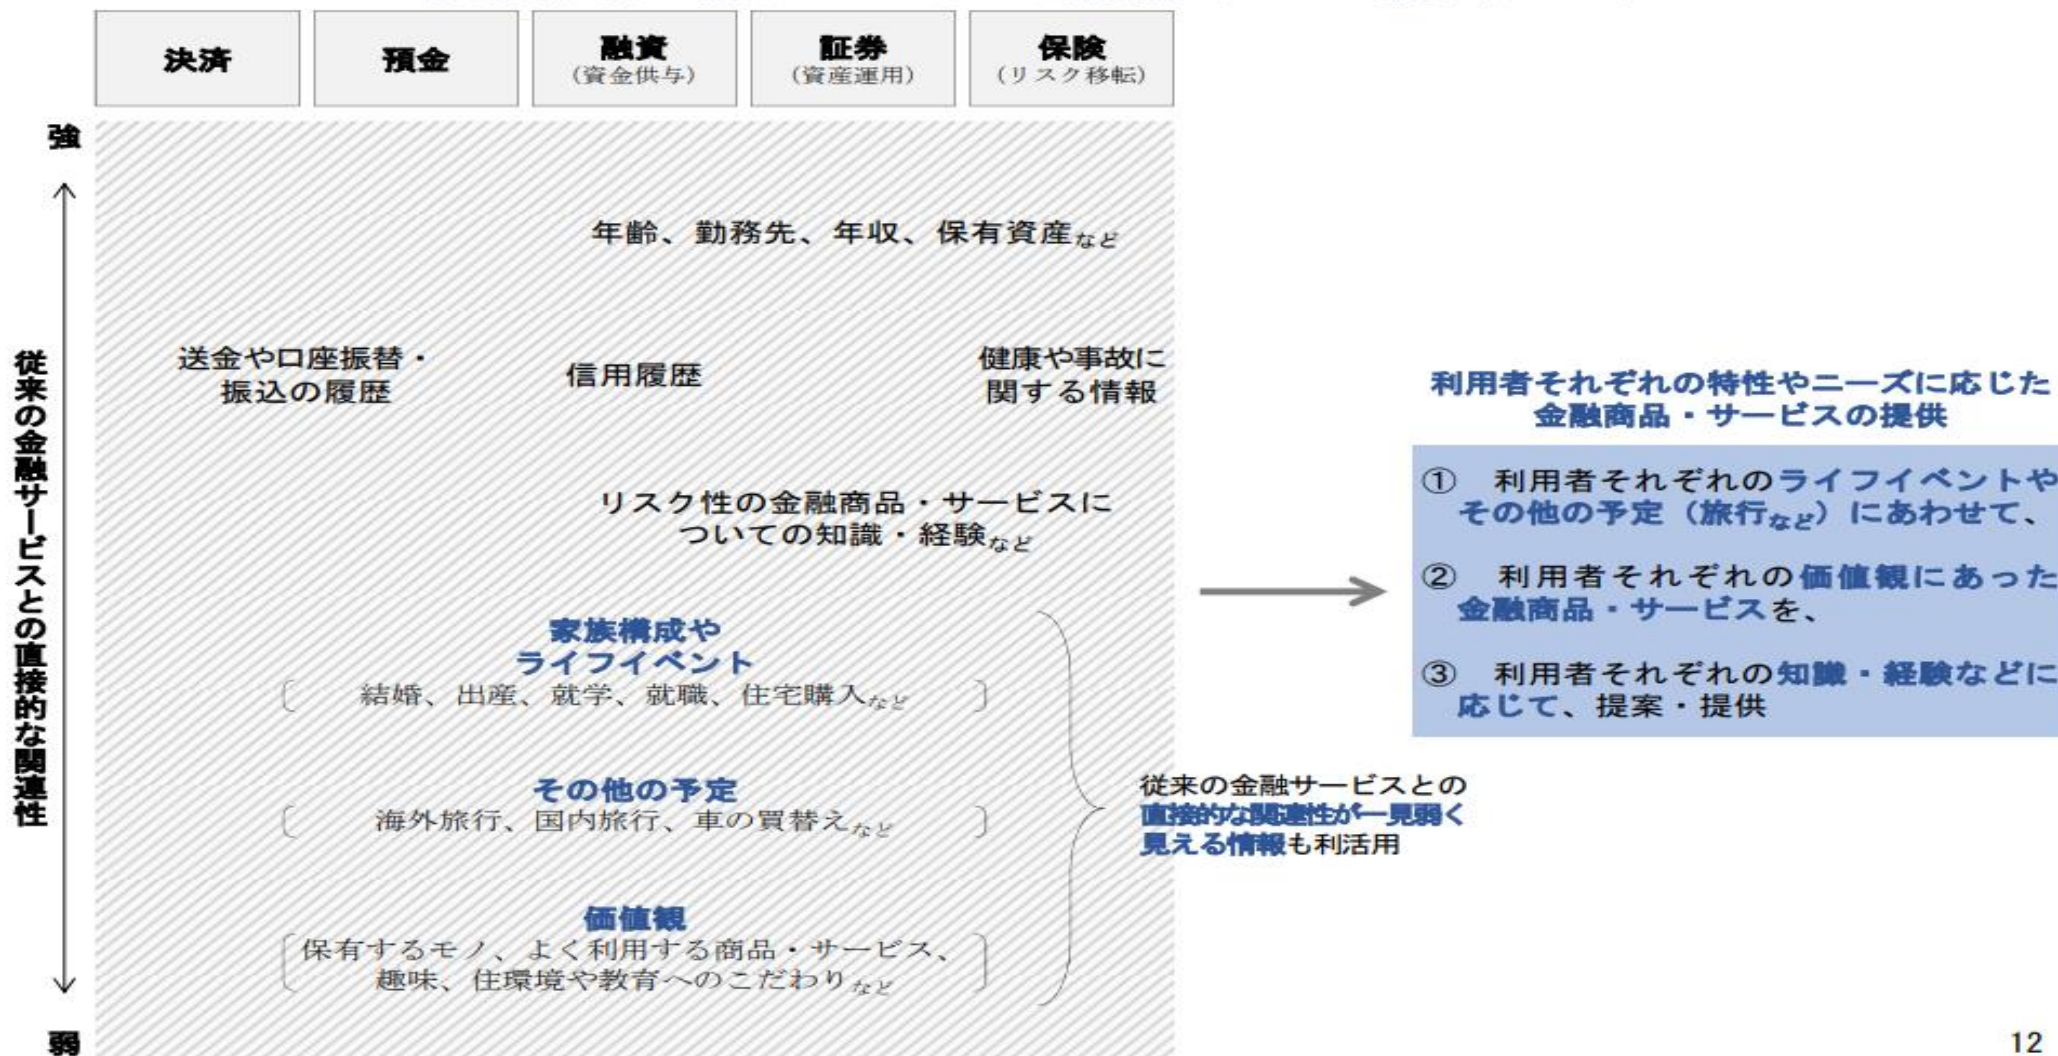 決済
預金
融資
(資金供与)
証券
(資産運用)
保険
(リスク移転)
強
従来の金融サービスとの直接的な関連性
弱
年齢、勤務先、年収、保有資産など
送金や口座振替・
振込の履歴
信用履歴
健康や事故に
関する情報
リスク性の金融商品・サービスに
ついての知識・経験など
家族構成や
ライフイベント
結婚、出産、就学、就職、住宅購入など
その他の予定
海外旅行、国内旅行、車の買替えなど
価値観
保有するモノ、よく利用する商品・サービス、
趣味、住環境や教育へのこだわりなど
従来の金融サービスとの
直接的な関連性が一見弱く
見える情報も利活用
利用者それぞれの特性やニーズに応じた
金融商品・サービスの提供
① 利用者それぞれのライフイベントや
その他の予定（旅行など）にあわせて、
② 利用者それぞれの価値観にあった
金融商品・サービスを、
③ 利用者それぞれの知識・経験などに
応じて、提案・提供
12